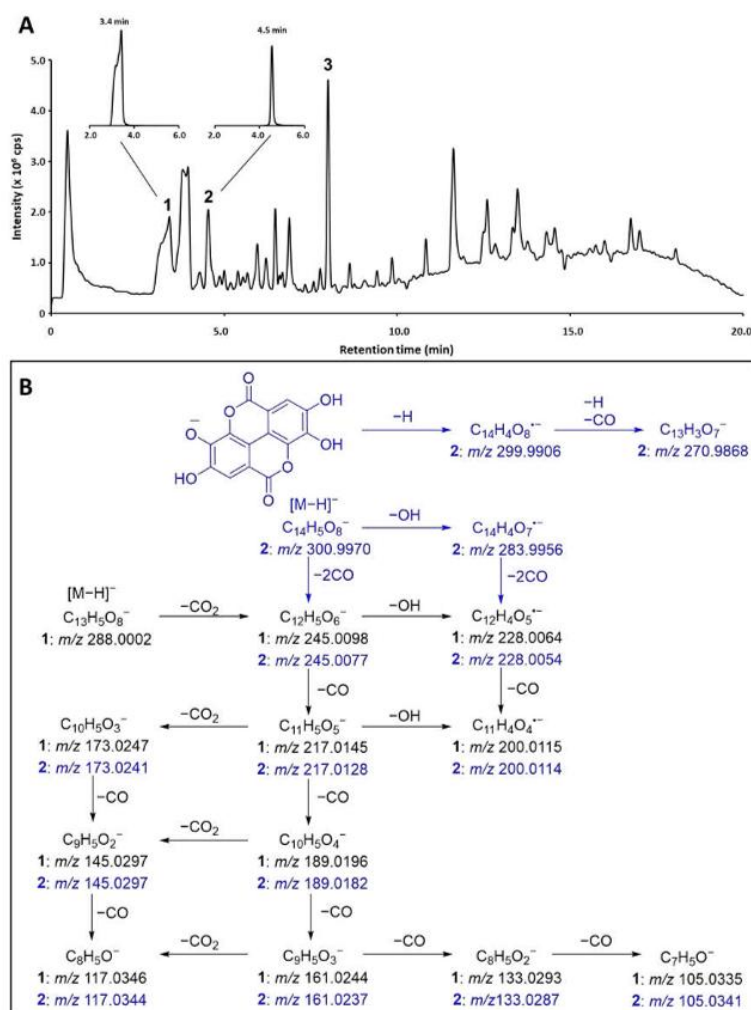 A
3.4 min
4.5 min
2.0 4.0 6.0
2.0 4.0 6.0
1
2
3
Intensity (x 10⁶ cps)
5.0
4.0
3.0
2.0
1.0
0
0
5.0
10.0
15.0
20.0
Retention time (min)
B
O
O
−O
HO
OH
OH
O
O
−H
C14H4O8•−
2: m/z 299.9906
−H
−CO
C13H3O7−
2: m/z 270.9868
[M−H]−
C14H5O8−
2: m/z 300.9970
−OH
C14H4O7•−
2: m/z 283.9956
−2CO
−2CO
[M−H]−
C13H5O8−
1: m/z 288.0002
−CO2
C12H5O6−
1: m/z 245.0098
2: m/z 245.0077
−OH
C12H4O5•−
1: m/z 228.0064
2: m/z 228.0054
−CO
−CO
C10H5O3−
1: m/z 173.0247
2: m/z 173.0241
−CO2
C11H5O5−
1: m/z 217.0145
2: m/z 217.0128
−OH
C11H4O4•−
1: m/z 200.0115
2: m/z 200.0114
−CO
−CO
C9H5O2−
1: m/z 145.0297
2: m/z 145.0297
−CO2
C10H5O4−
1: m/z 189.0196
2: m/z 189.0182
−CO
−CO
C8H5O−
1: m/z 117.0346
2: m/z 117.0344
−CO2
C9H5O3−
1: m/z 161.0244
2: m/z 161.0237
−CO
C8H5O2−
1: m/z 133.0293
2: m/z133.0287
−CO
C7H5O−
1: m/z 105.0335
2: m/z 105.0341